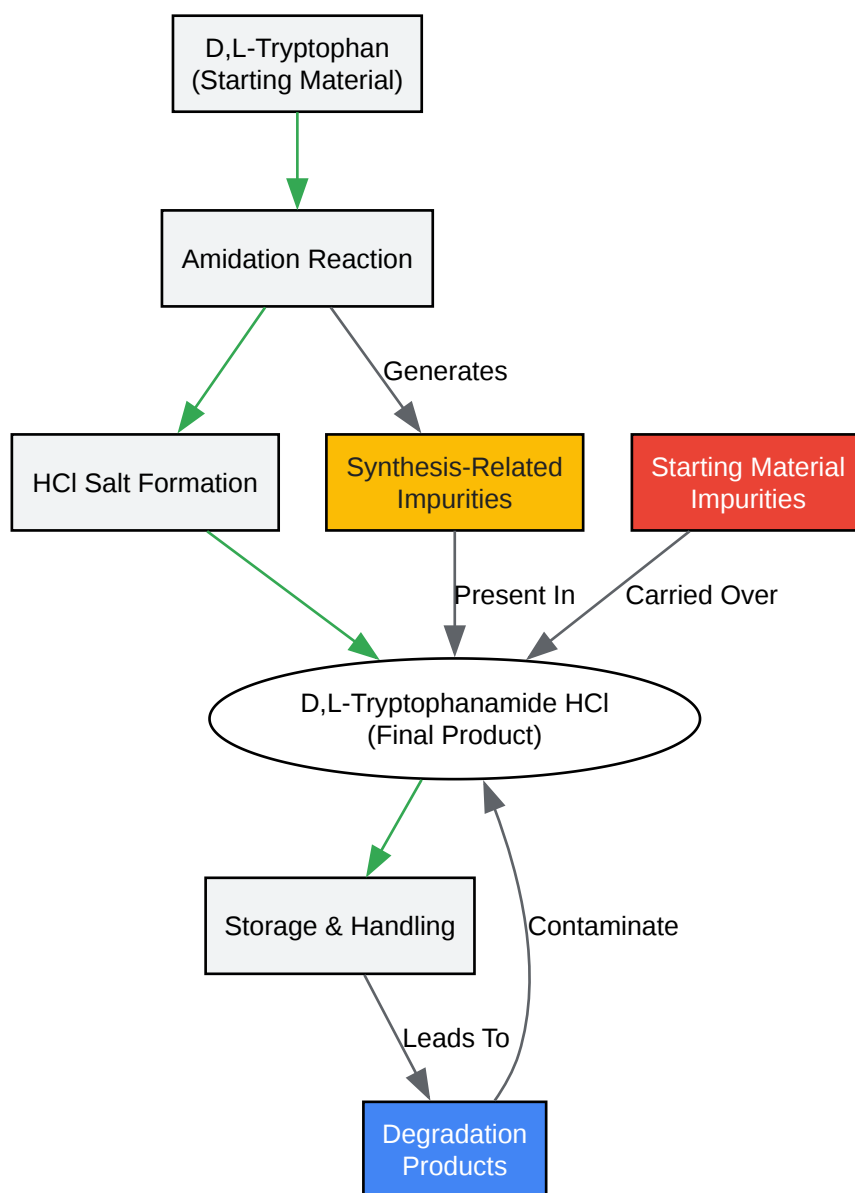 D,L-Tryptophan
(Starting Material)
Amidation Reaction
Generates
HCl Salt Formation
Synthesis-Related
Impurities
Starting Material
Impurities
Present In
Carried Over
D,L-Tryptophanamide HCl
(Final Product)
Storage & Handling
Contaminate
Leads To
Degradation
Products